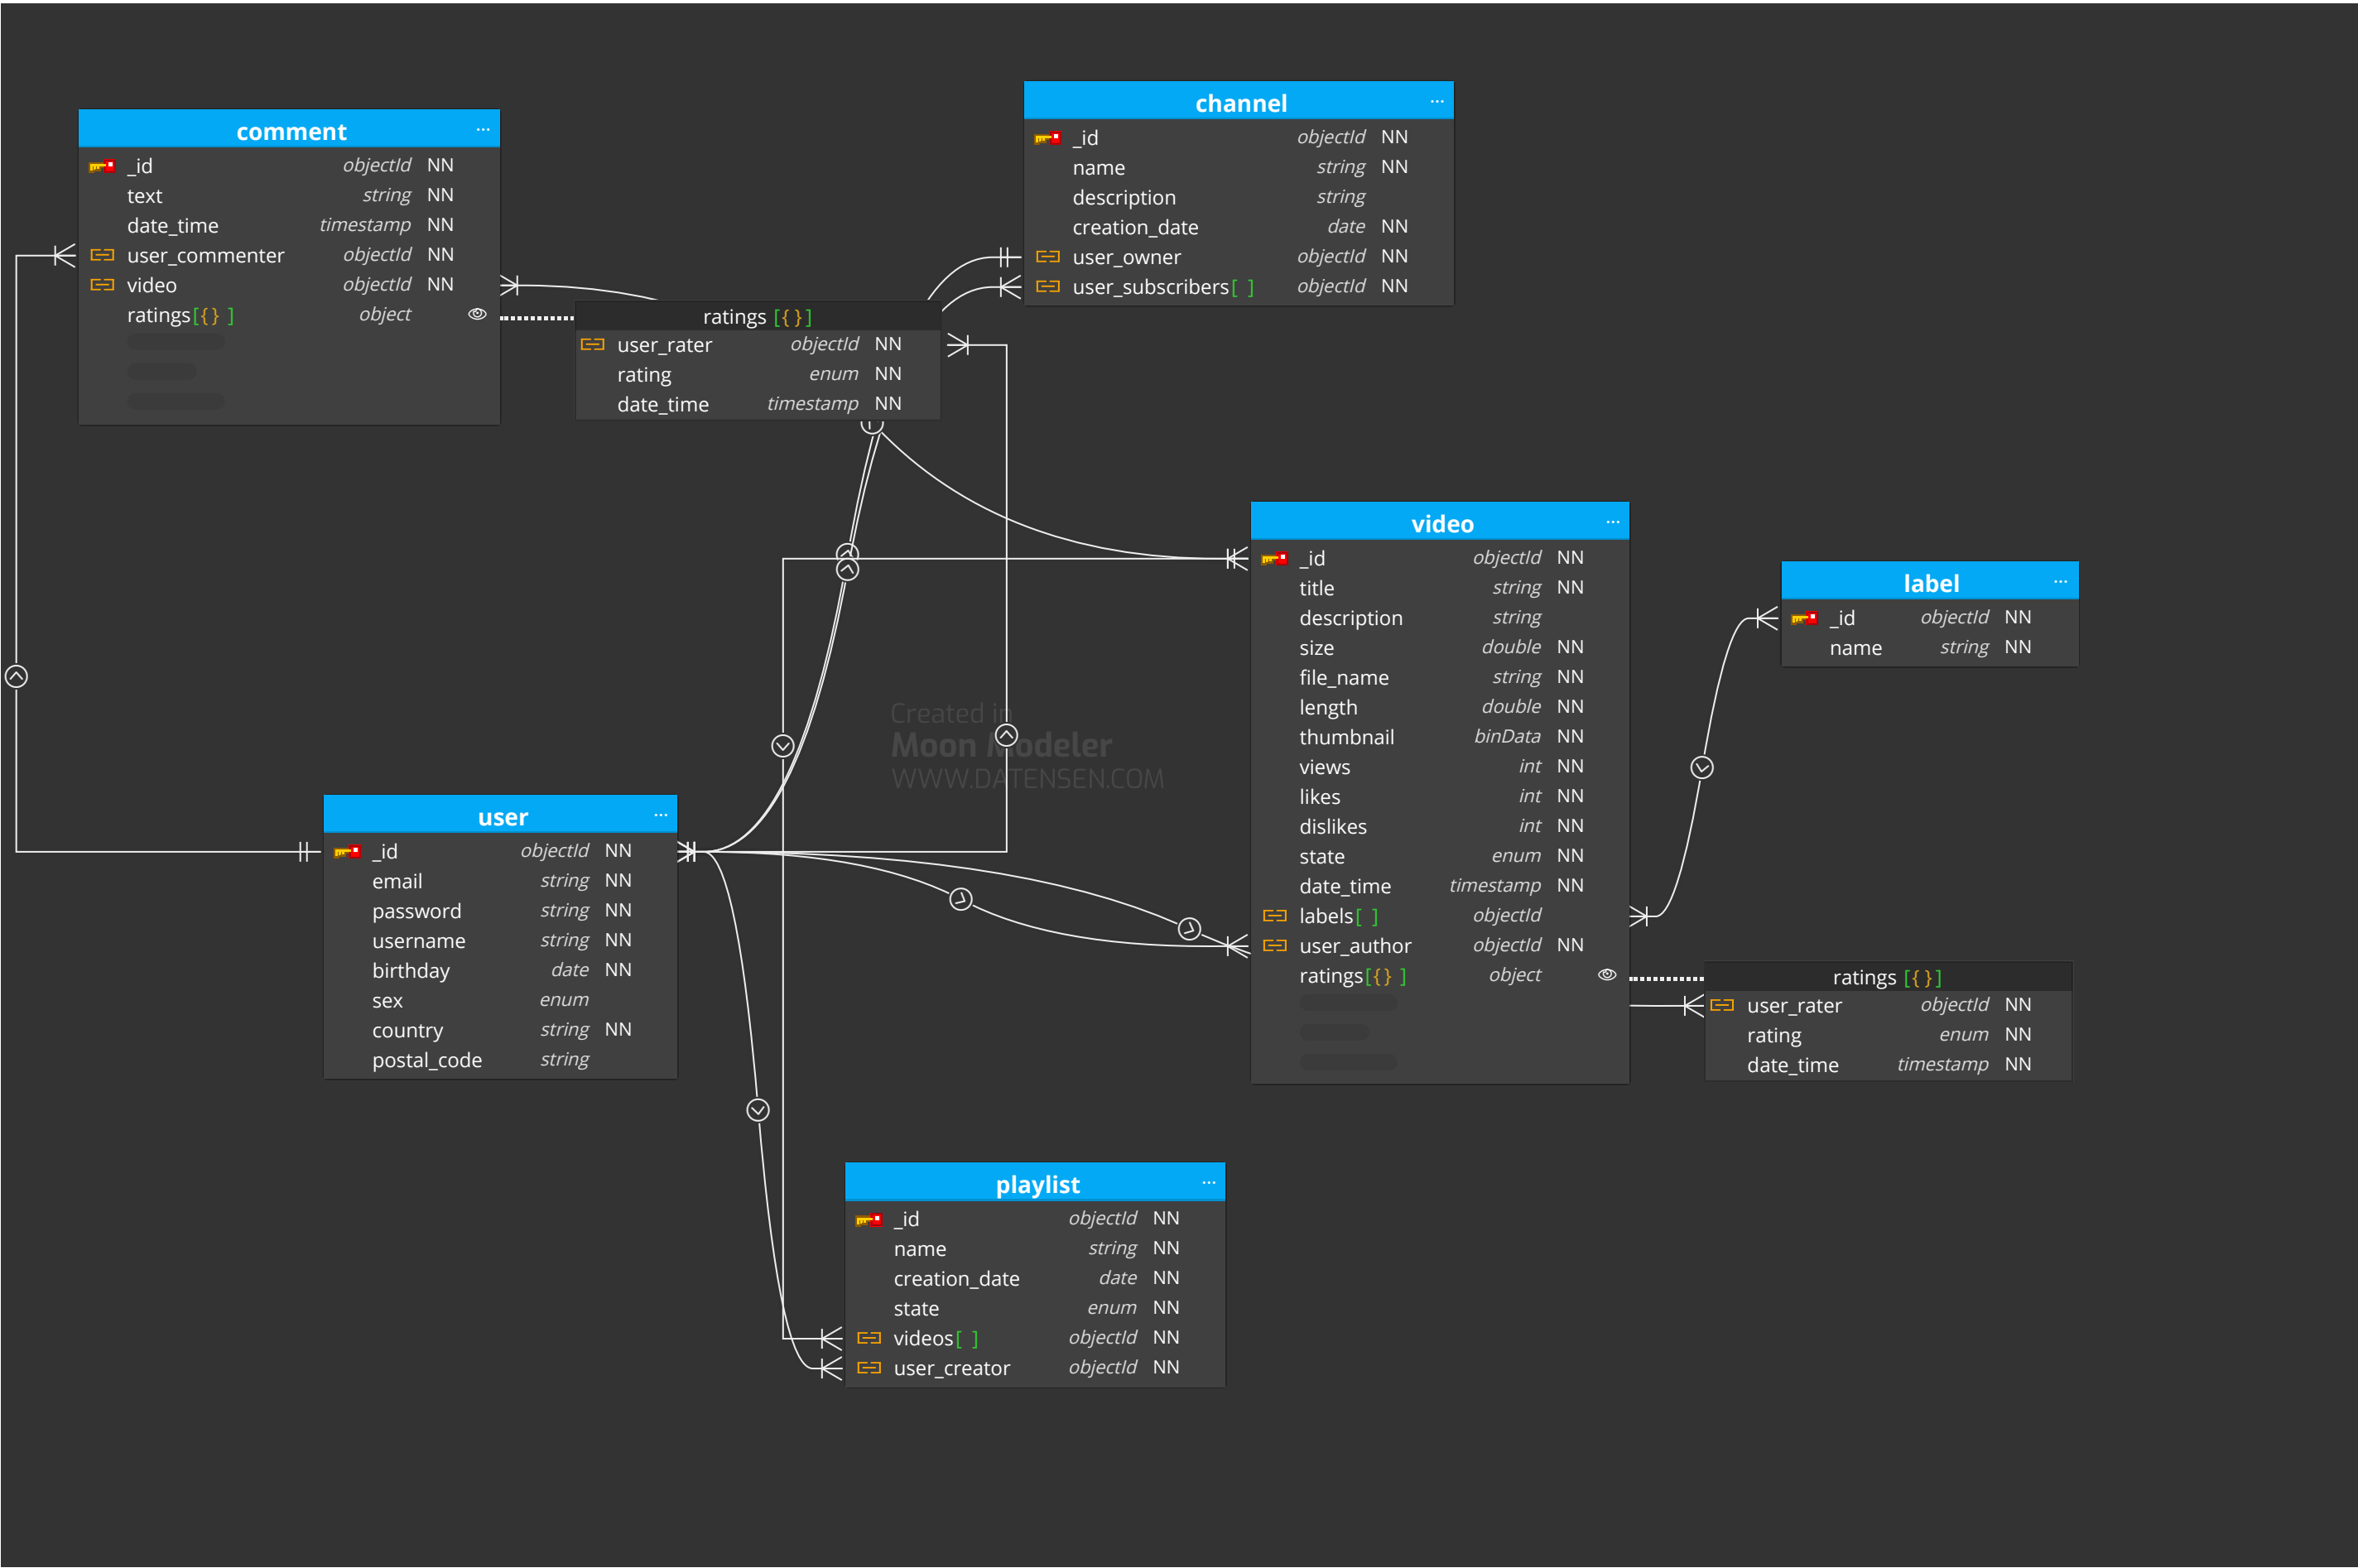 comment ...
_id objectId NN
text string NN
date_time timestamp NN
user_commenter objectId NN
video objectId NN
ratings[{} ] object
ratings [{}]
user_rater objectId NN
rating enum NN
date_time timestamp NN
channel ...
_id objectId NN
name string NN
description string
creation_date date NN
user_owner objectId NN
user_subscribers[ ] objectId NN
video ...
_id objectId NN
title string NN
description string
size double NN
file_name string NN
length double NN
thumbnail binData NN
views int NN
likes int NN
dislikes int NN
state enum NN
date_time timestamp NN
labels[ ] objectId
user_author objectId NN
ratings[{} ] object
ratings [{}]
user_rater objectId NN
rating enum NN
date_time timestamp NN
label ...
_id objectId NN
name string NN
Created in
Moon Modeler
WWW.DATENSEN.COM
user ...
_id objectId NN
email string NN
password string NN
username string NN
birthday date NN
sex enum
country string NN
postal_code string
playlist ...
_id objectId NN
name string NN
creation_date date NN
state enum NN
videos[ ] objectId NN
user_creator objectId NN